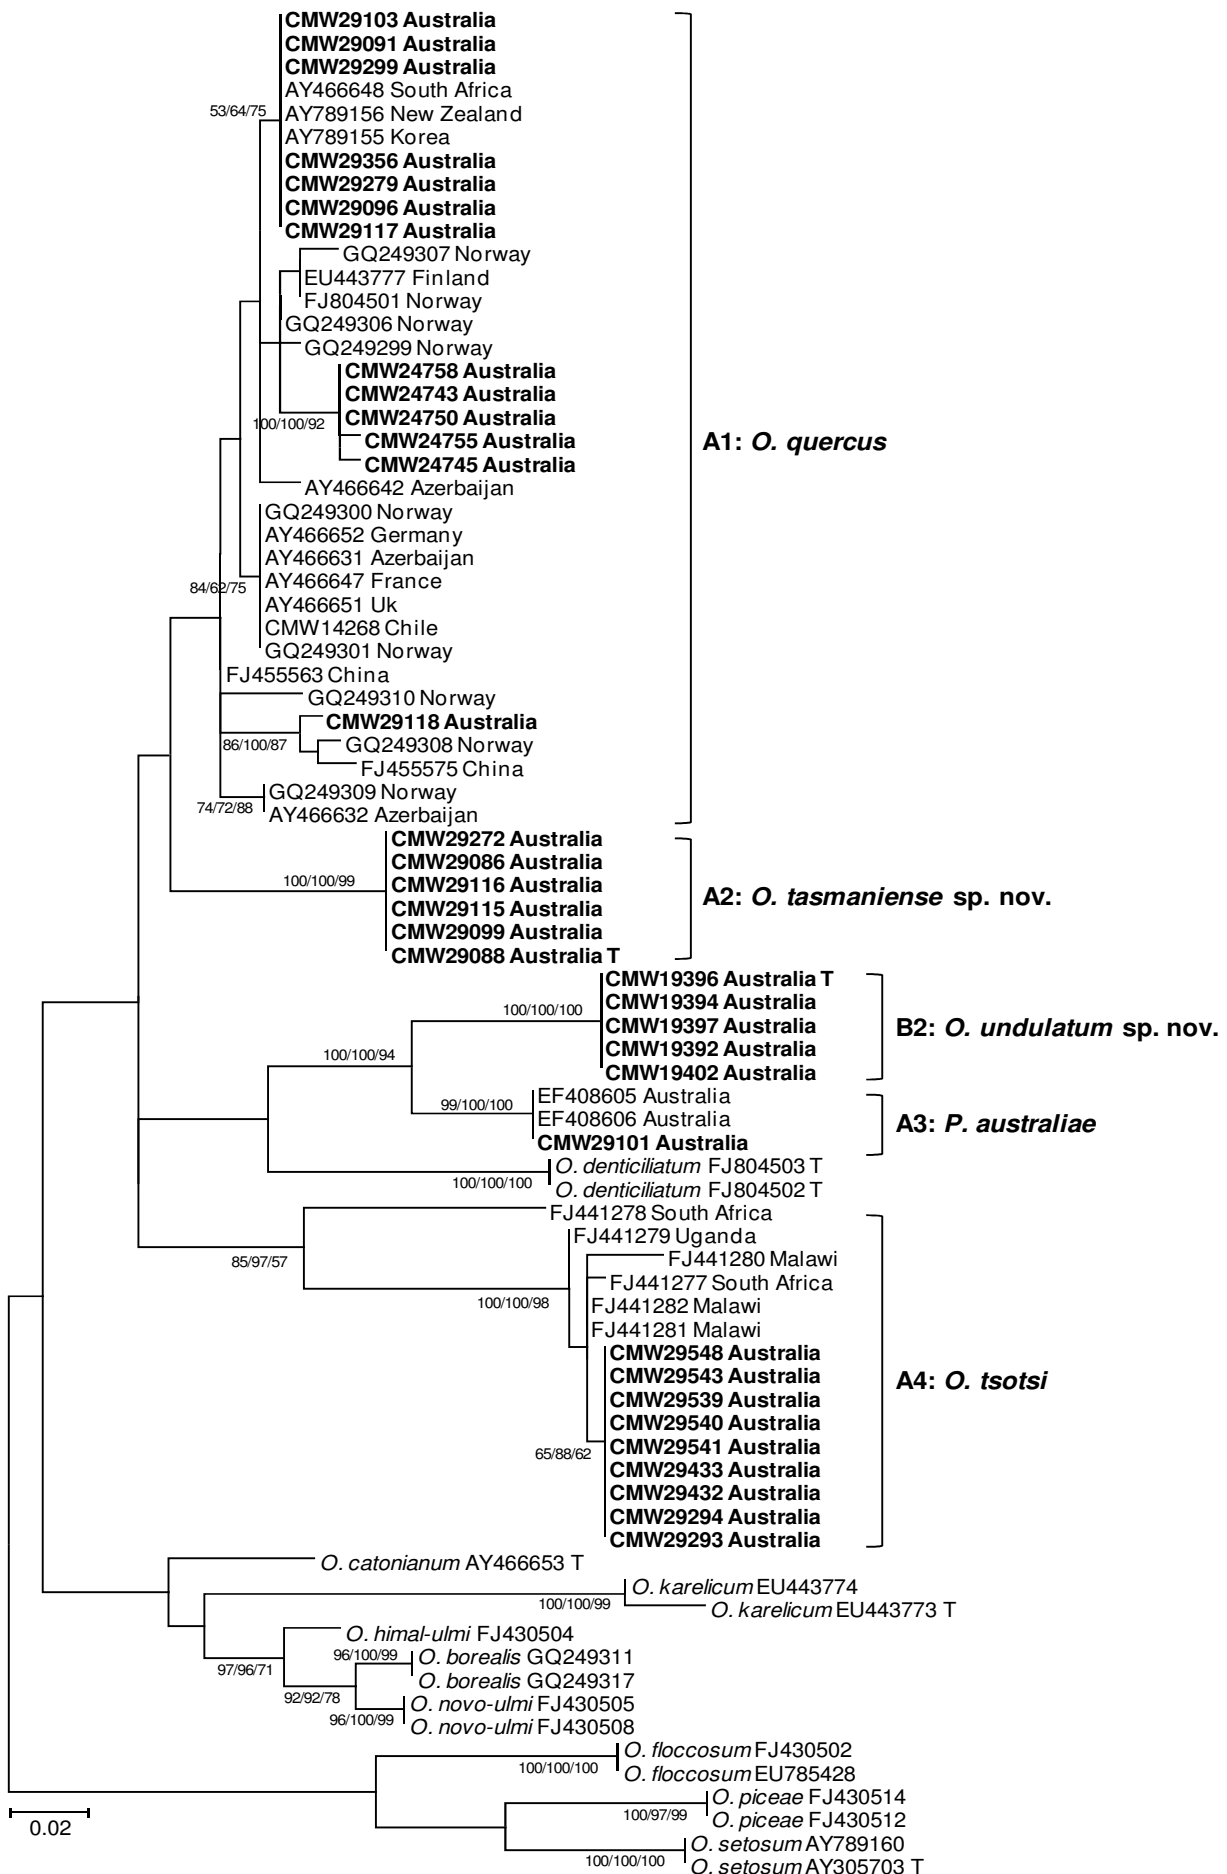 CMW29103 Australia
CMW29091 Australia
CMW29299 Australia
AY466648 South Africa
53/64/75
AY789156 New Zealand
AY789155 Korea
CMW29356 Australia
CMW29279 Australia
CMW29096 Australia
CMW29117 Australia
GQ249307 Norway
EU443777 Finland
FJ804501 Norway
GQ249306 Norway
GQ249299 Norway
CMW24758 Australia
CMW24743 Australia
CMW24750 Australia
100/100/92
CMW24755 Australia
A1: O. quercus
CMW24745 Australia
AY466642 Azerbaijan
GQ249300 Norway
AY466652 Germany
AY466631 Azerbaijan
AY466647 France
84/62/75
AY466651 Uk
CMW14268 Chile
GQ249301 Norway
FJ455563 China
GQ249310 Norway
CMW29118 Australia
86/100/87
GQ249308 Norway
FJ455575 China
GQ249309 Norway
74/72/88
AY466632 Azerbaijan
CMW29272 Australia
CMW29086 Australia
100/100/99
CMW29116 Australia
A2: O. tasmaniense sp. nov.
CMW29115 Australia
CMW29099 Australia
CMW29088 Australia T
CMW19396 Australia T
CMW19394 Australia
100/100/100
CMW19397 Australia
B2: O. undulatum sp. nov.
CMW19392 Australia
100/100/94
CMW19402 Australia
EF408605 Australia
99/100/100
EF408606 Australia
A3: P. australiae
CMW29101 Australia
O. denticiliatum FJ804503 T
100/100/100
O. denticiliatum FJ804502 T
FJ441278 South Africa
FJ441279 Uganda
85/97/57
FJ441280 Malawi
FJ441277 South Africa
100/100/98
FJ441282 Malawi
FJ441281 Malawi
CMW29548 Australia
CMW29543 Australia
A4: O. tsotsi
CMW29539 Australia
CMW29540 Australia
CMW29541 Australia
65/88/62
CMW29433 Australia
CMW29432 Australia
CMW29294 Australia
CMW29293 Australia
O. catonianum AY466653 T
O. karelicum EU443774
100/100/99
O. karelicum EU443773 T
O. himal-ulmi FJ430504
96/100/99
O. borealis GQ249311
97/96/71
O. borealis GQ249317
92/92/78
O. novo-ulmi FJ430505
96/100/99
O. novo-ulmi FJ430508
O. floccosum FJ430502
100/100/100
O. floccosum EU785428
O. piceae FJ430514
100/97/99
O. piceae FJ430512
0.02
O. setosum AY789160
100/100/100
O. setosum AY305703 T